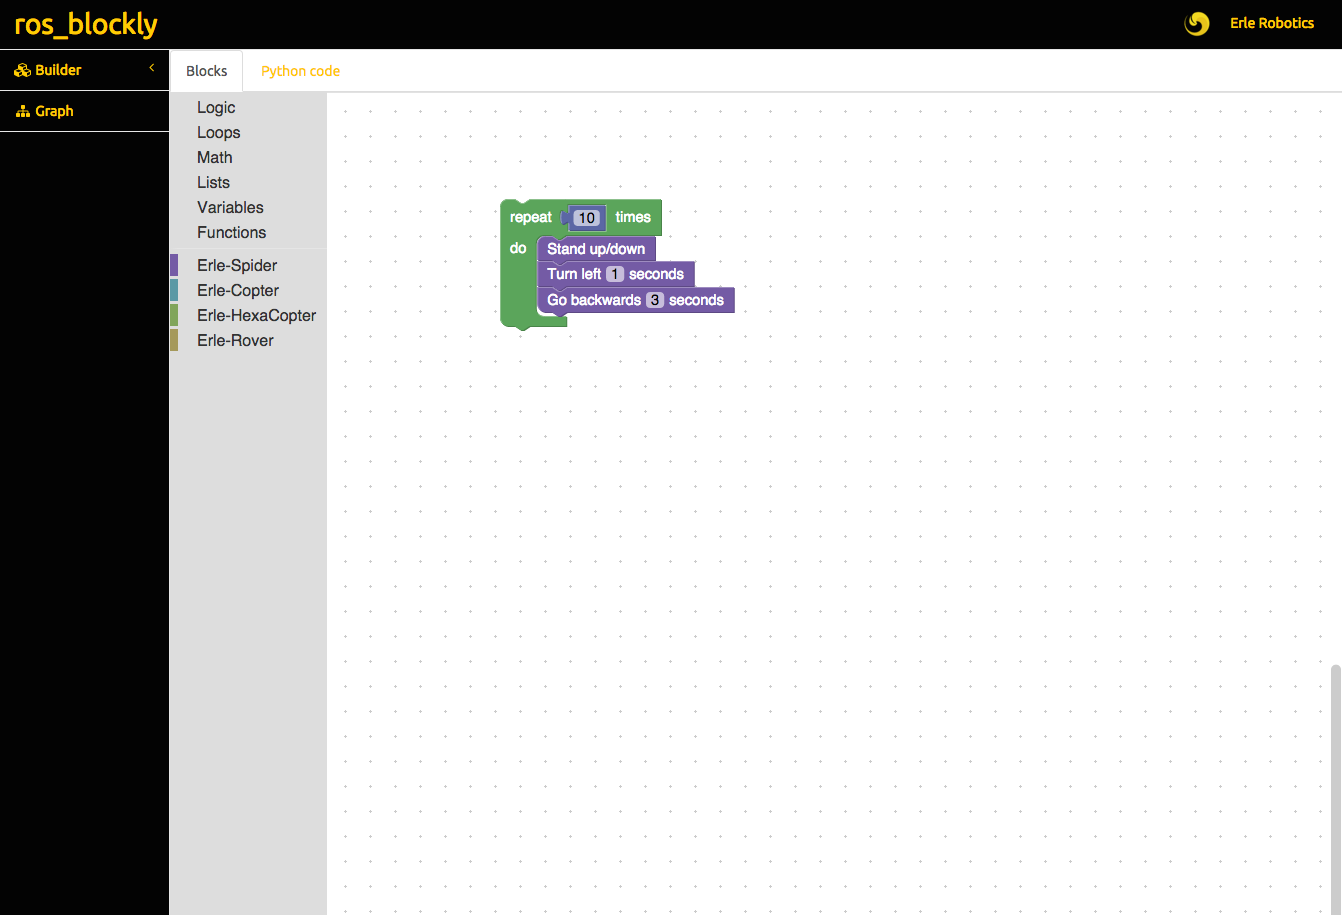 ros_blockly
Erle Robotics
Builder
Graph
Blocks
Python code
Logic
Loops
Math
Lists
Variables
Functions
Erle-Spider
Erle-Copter
Erle-HexaCopter
Erle-Rover
repeat 10 times
do Stand up/down
Turn left 1 seconds
Go backwards 3 seconds